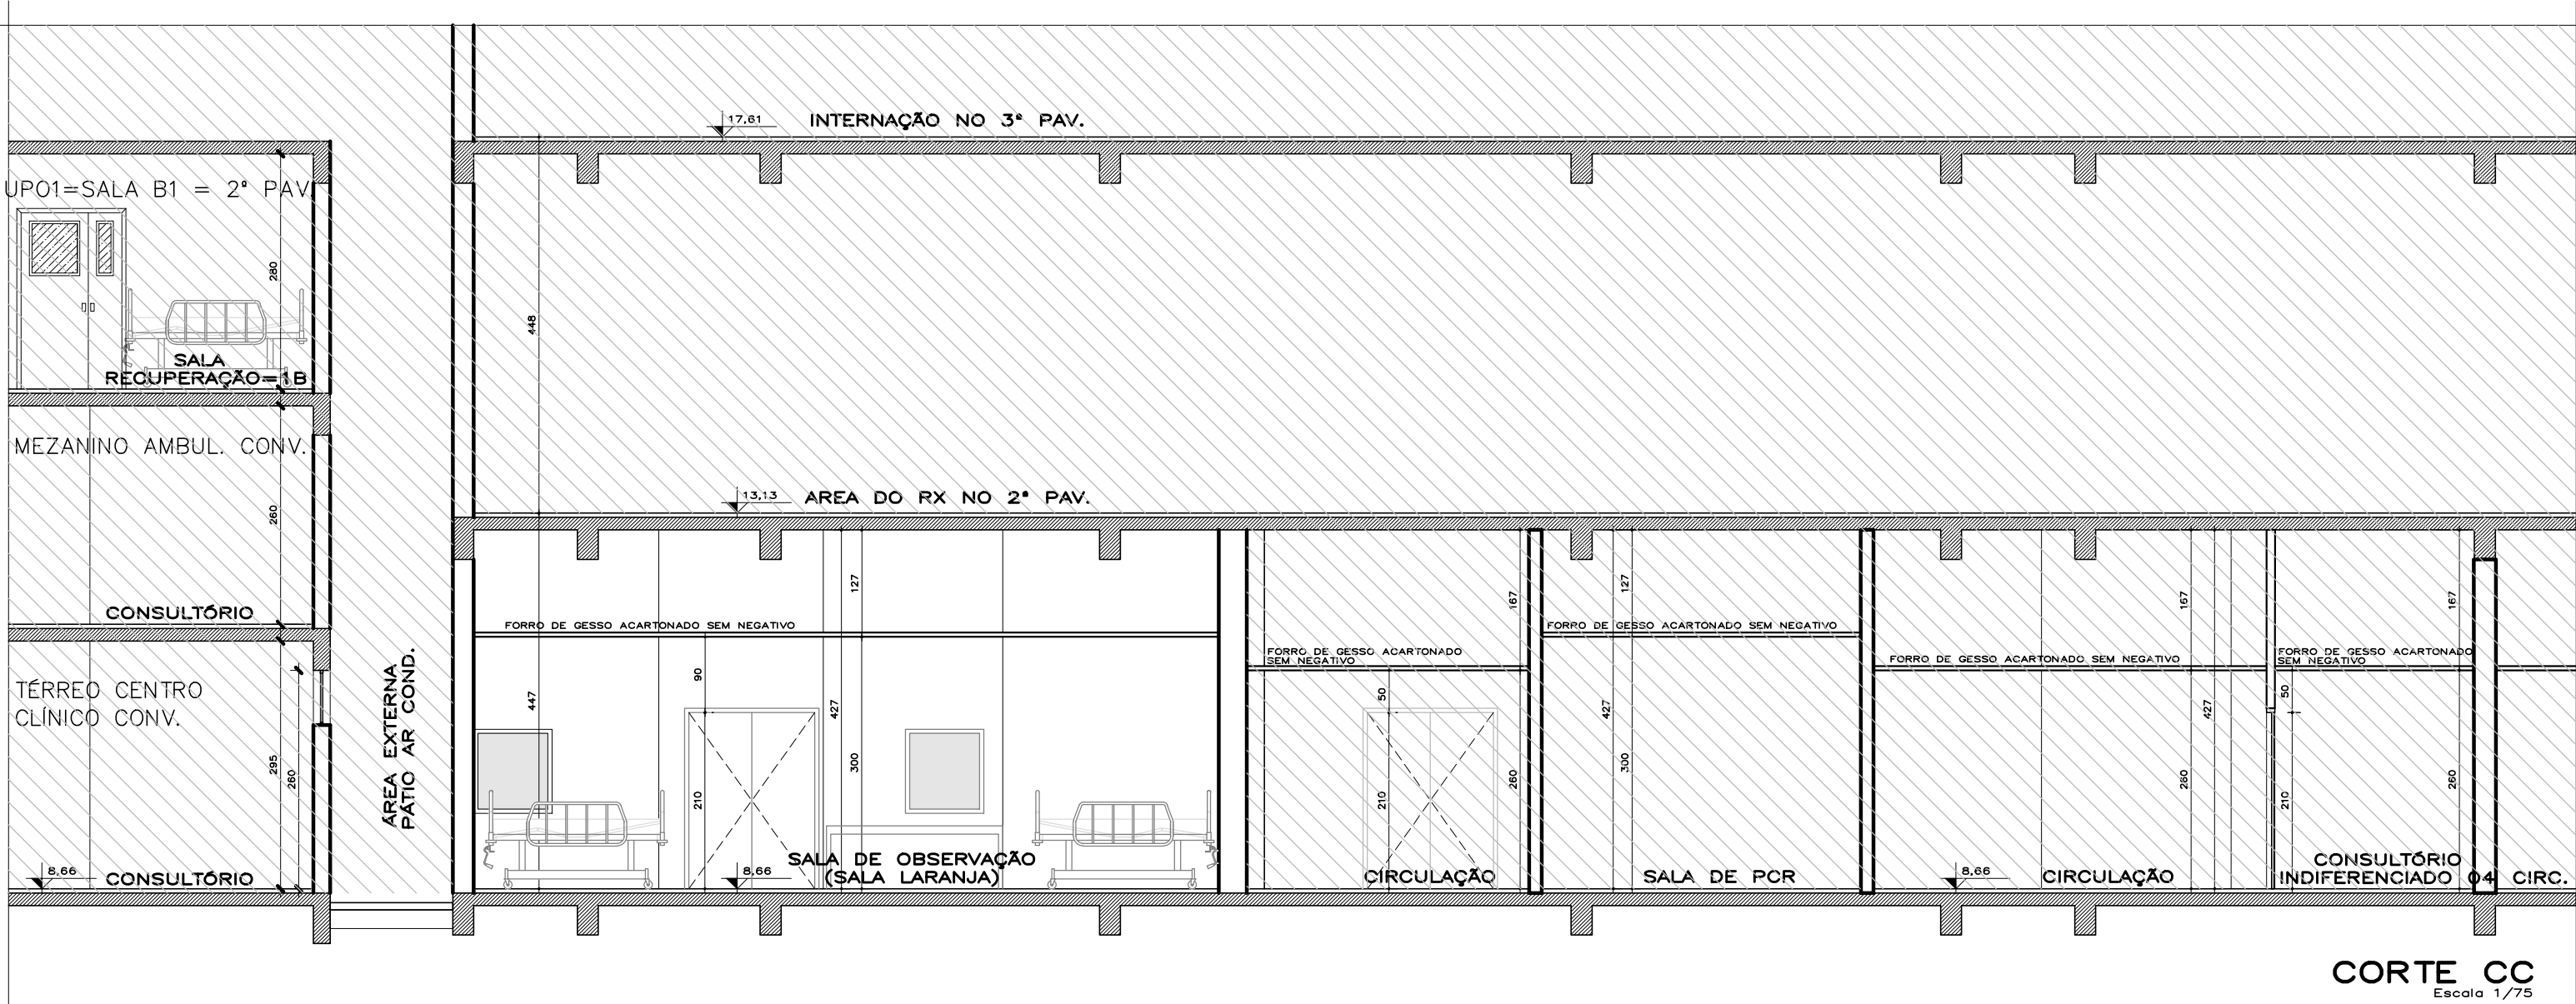 17,61
INTERNAÇÃO NO 3ª PAV.
UPO1=SALA B1 = 2ª PAV
280
448
SALA
RECUPERAÇÃO=1B
MEZANINO AMBUL. CONV.
260
CONSULTÓRIO
13,13
AREA DO RX NO 2ª PAV.
TÉRREO CENTRO
CLÍNICO CONV.
295
260
8,66
CONSULTÓRIO
ÁREA EXTERNA
PÁTIO AR COND.
FORRO DE GESSO ACARTONADO SEM NEGATIVO
447
90
210
127
427
300
8,66
SALA DE OBSERVAÇÃO
(SALA LARANJA)
FORRO DE GESSO ACARTONADO
SEM NEGATIVO
167
50
210
260
CIRCULAÇÃO
FORRO DE GESSO ACARTONADO SEM NEGATIVO
127
427
300
SALA DE PCR
FORRO DE GESSO ACARTONADO SEM NEGATIVO
167
427
260
8,66
CIRCULAÇÃO
FORRO DE GESSO ACARTONADO
SEM NEGATIVO
167
50
210
260
CONSULTÓRIO
INDIFERENCIADO 04
CIRC.
CORTE CC
Escala 1/75